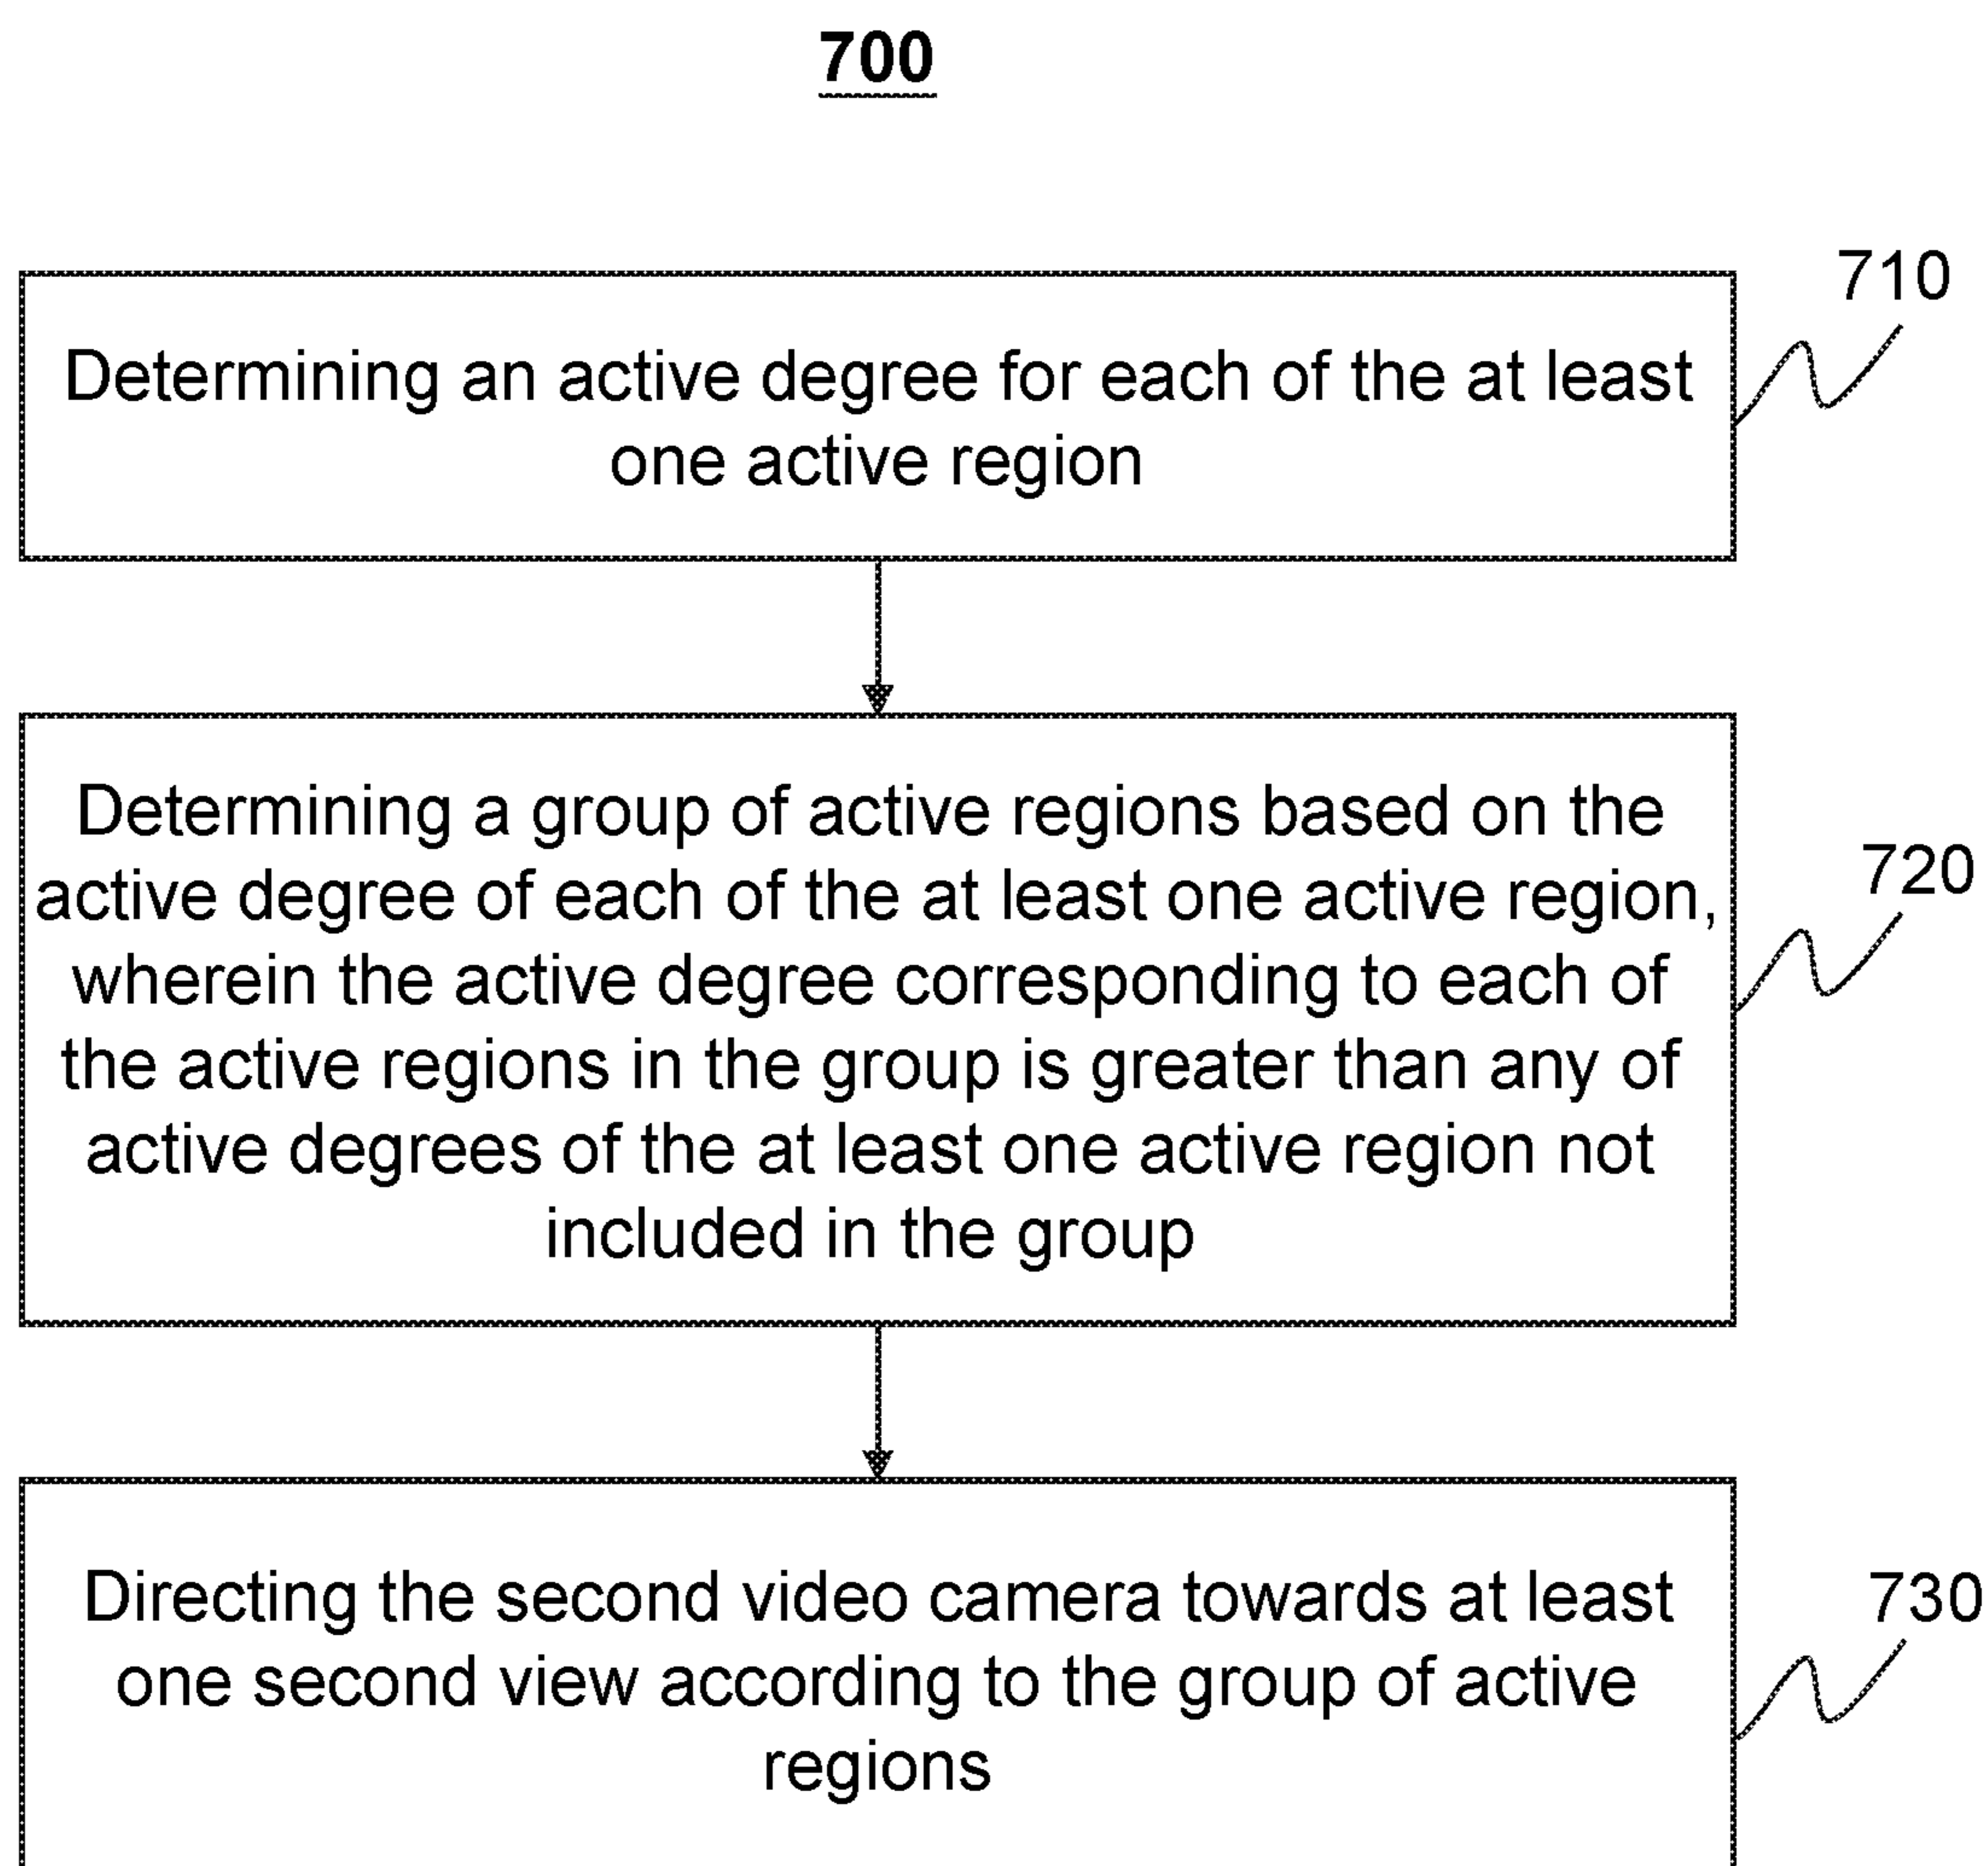 700
710
Determining an active degree for each of the at least
one active region
Determining a group of active regions based on the
active degree of each of the at least one active region,
wherein the active degree corresponding to each of
the active regions in the group is greater than any of
active degrees of the at least one active region not
included in the group
720
Directing the second video camera towards at least
one second view according to the group of active
regions
730